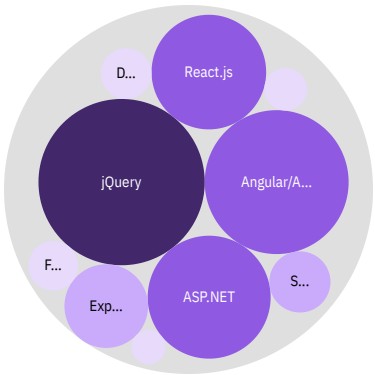 React.js
D...
jQuery
Angular/A...
F...
Exp...
ASP.NET
S...